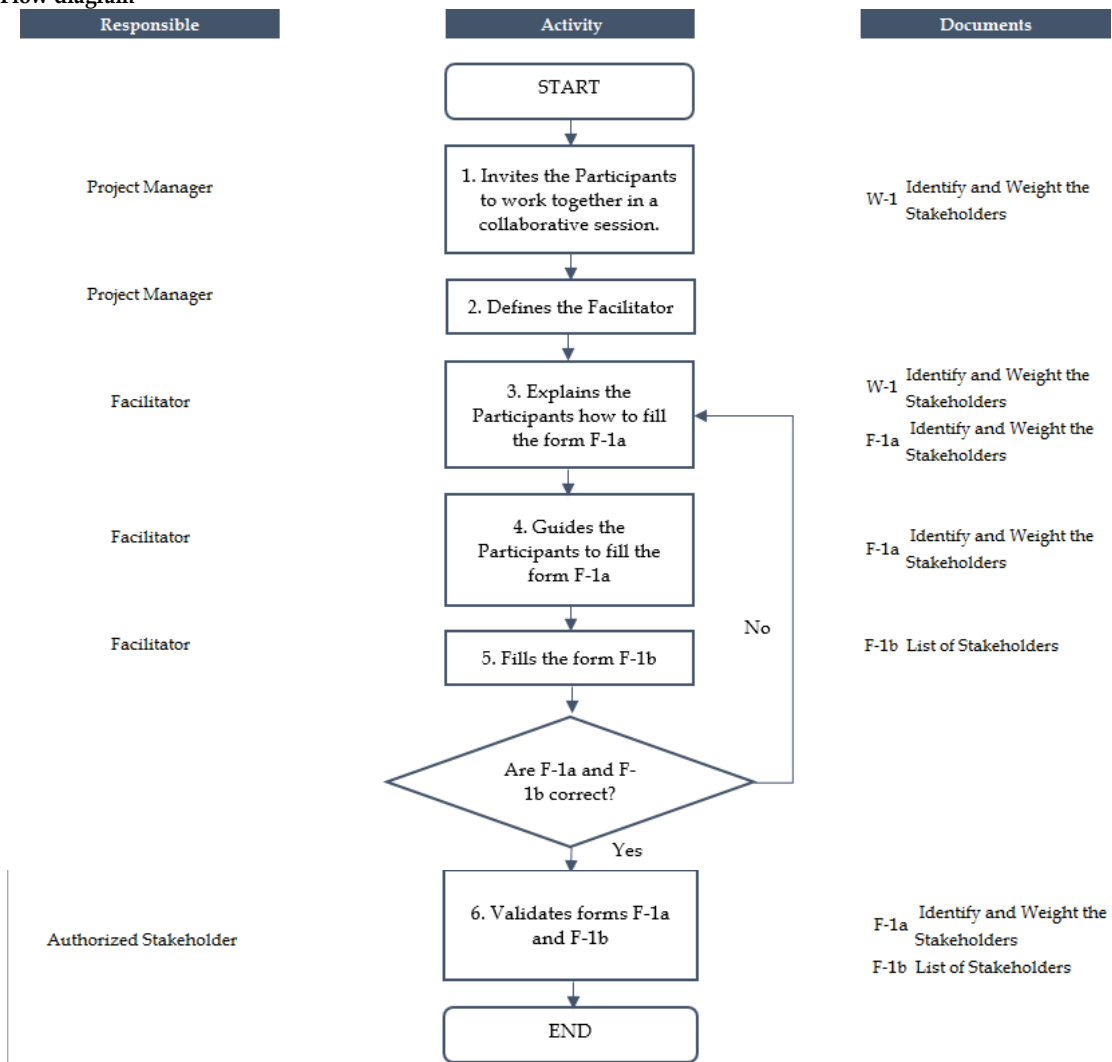 Flow diagram
Responsible
Activity
Documents
START
Project Manager
1. Invites the Participants
to work together in a
collaborative session.
W-1 Identify and Weight the
Stakeholders
Project Manager
2. Defines the Facilitator
Facilitator
3. Explains the
Participants how to fill
the form F-1a
W-1 Identify and Weight the
Stakeholders
F-1a Identify and Weight the
Stakeholders
Facilitator
4. Guides the
Participants to fill the
form F-1a
F-1a Identify and Weight the
Stakeholders
No
Facilitator
5. Fills the form F-1b
F-1b List of Stakeholders
Are F-1a and F-
1b correct?
Yes
Authorized Stakeholder
6. Validates forms F-1a
and F-1b
F-1a Identify and Weight the
Stakeholders
F-1b List of Stakeholders
END